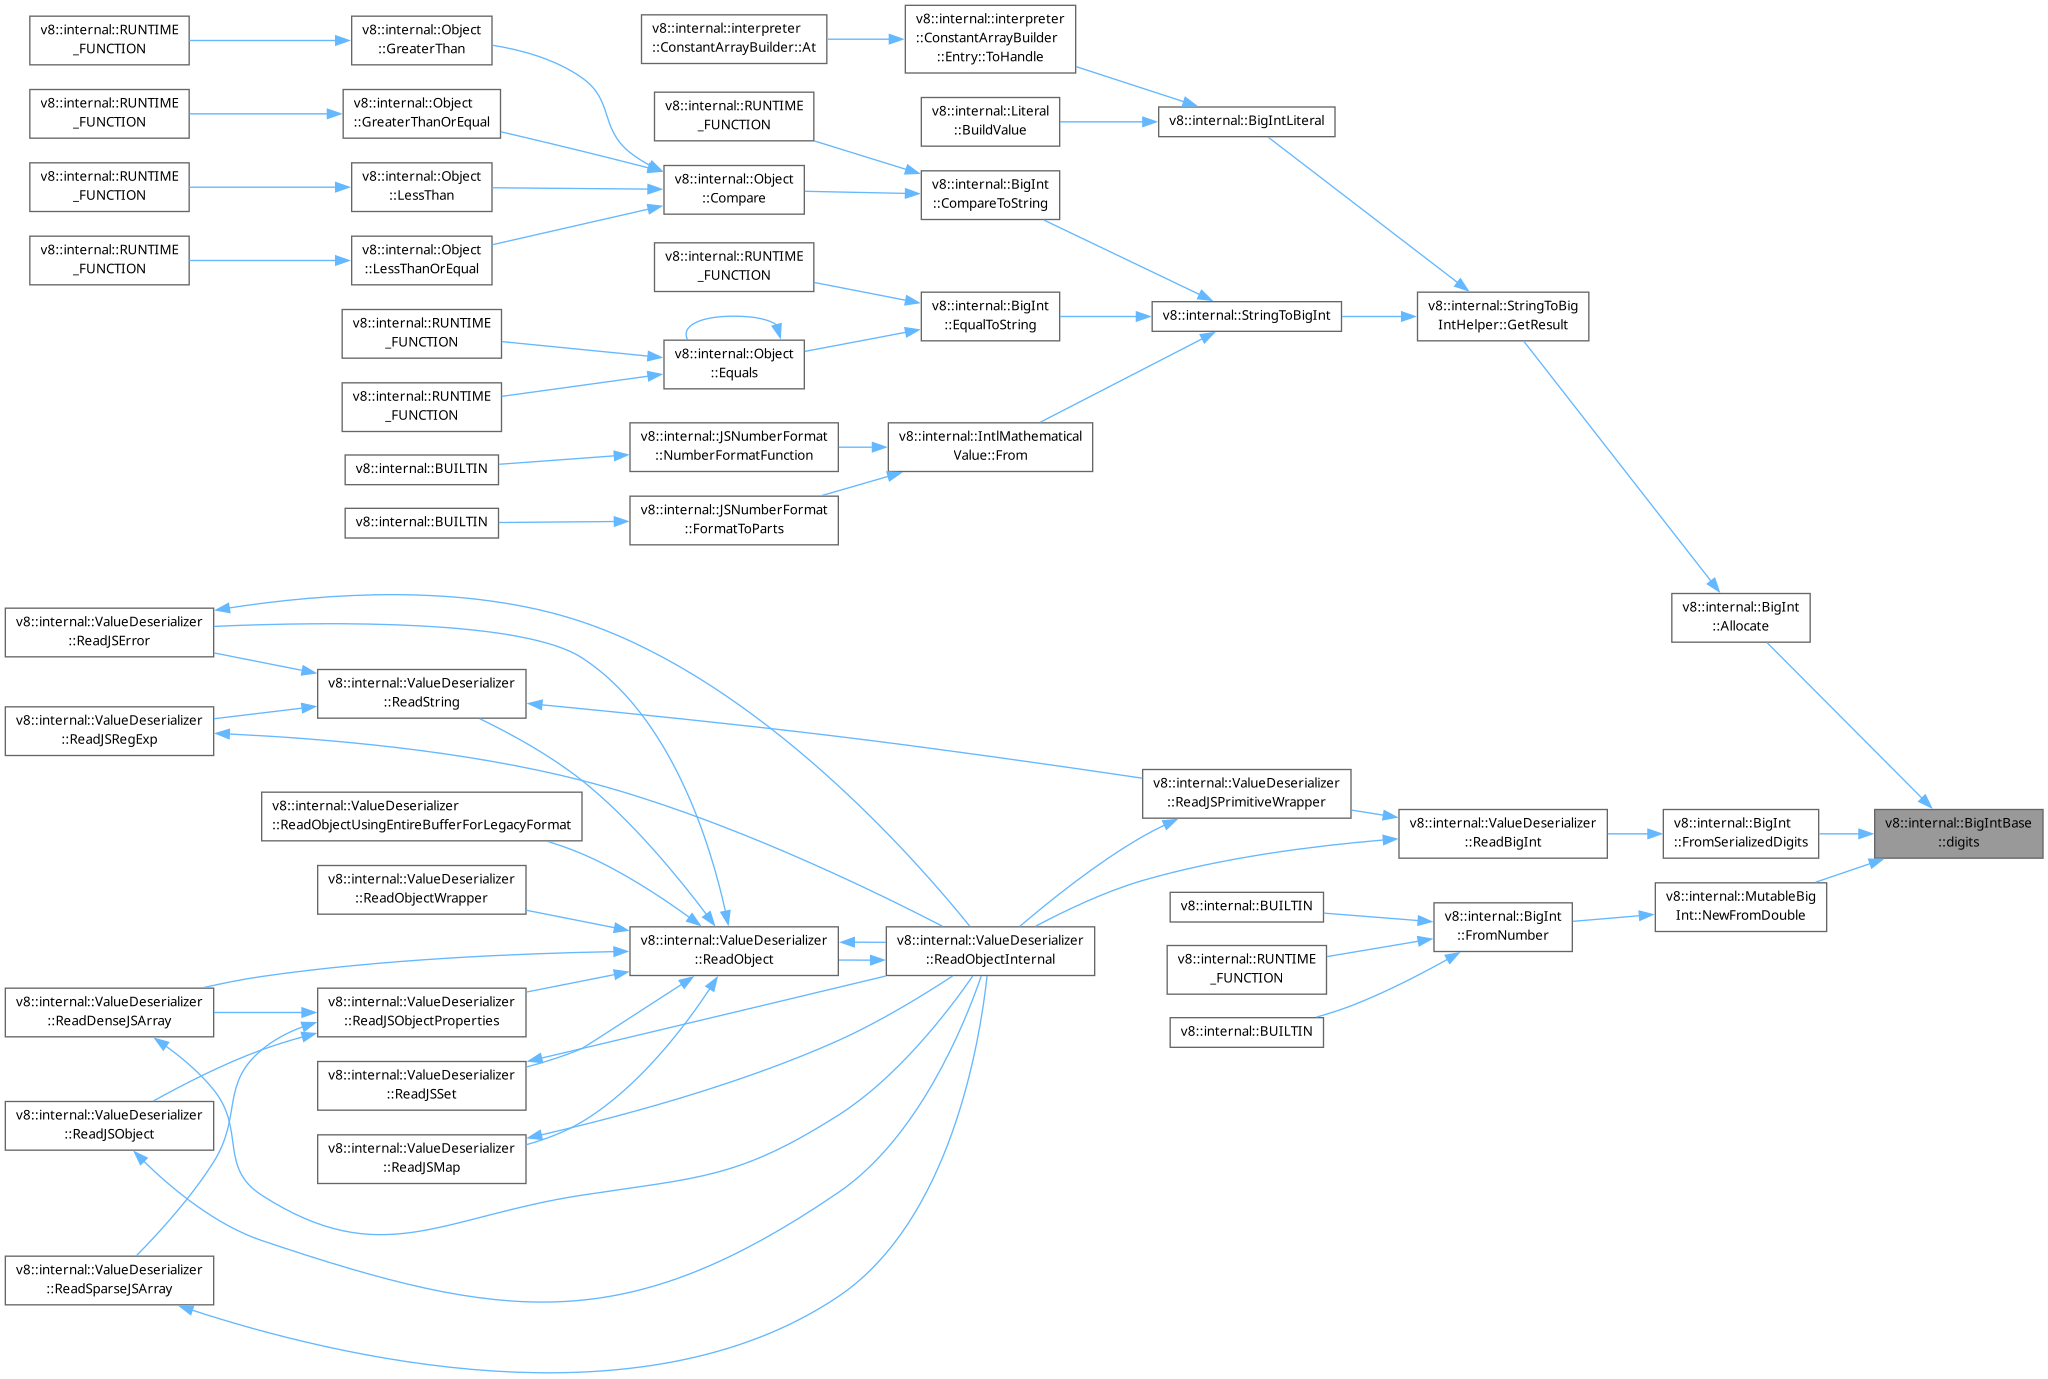 v8::internal::RUNTIME
_FUNCTION
v8::internal::Object
::GreaterThan
v8::internal::interpreter
::ConstantArrayBuilder::At
v8::internal::interpreter
::ConstantArrayBuilder
::Entry::ToHandle
v8::internal::RUNTIME
_FUNCTION
v8::internal::Object
::GreaterThanOrEqual
v8::internal::RUNTIME
_FUNCTION
v8::internal::Literal
::BuildValue
v8::internal::BigIntLiteral
v8::internal::RUNTIME
_FUNCTION
v8::internal::Object
::LessThan
v8::internal::Object
::Compare
v8::internal::BigInt
::CompareToString
v8::internal::RUNTIME
_FUNCTION
v8::internal::Object
::LessThanOrEqual
v8::internal::RUNTIME
_FUNCTION
v8::internal::BigInt
::EqualToString
v8::internal::StringToBigInt
v8::internal::StringToBig
IntHelper::GetResult
v8::internal::RUNTIME
_FUNCTION
v8::internal::Object
::Equals
v8::internal::RUNTIME
_FUNCTION
v8::internal::BUILTIN
v8::internal::JSNumberFormat
::NumberFormatFunction
v8::internal::IntlMathematical
Value::From
v8::internal::BUILTIN
v8::internal::JSNumberFormat
::FormatToParts
v8::internal::BigInt
::Allocate
v8::internal::ValueDeserializer
::ReadJSError
v8::internal::ValueDeserializer
::ReadString
v8::internal::ValueDeserializer
::ReadJSRegExp
v8::internal::ValueDeserializer
::ReadObjectUsingEntireBufferForLegacyFormat
v8::internal::ValueDeserializer
::ReadJSPrimitiveWrapper
v8::internal::ValueDeserializer
::ReadBigInt
v8::internal::BigInt
::FromSerializedDigits
v8::internal::BigIntBase
::digits
v8::internal::ValueDeserializer
::ReadObjectWrapper
v8::internal::BUILTIN
v8::internal::BigInt
::FromNumber
v8::internal::MutableBig
Int::NewFromDouble
v8::internal::ValueDeserializer
::ReadObject
v8::internal::ValueDeserializer
::ReadObjectInternal
v8::internal::RUNTIME
_FUNCTION
v8::internal::ValueDeserializer
::ReadDenseJSArray
v8::internal::ValueDeserializer
::ReadJSObjectProperties
v8::internal::BUILTIN
v8::internal::ValueDeserializer
::ReadJSSet
v8::internal::ValueDeserializer
::ReadJSObject
v8::internal::ValueDeserializer
::ReadJSMap
v8::internal::ValueDeserializer
::ReadSparseJSArray